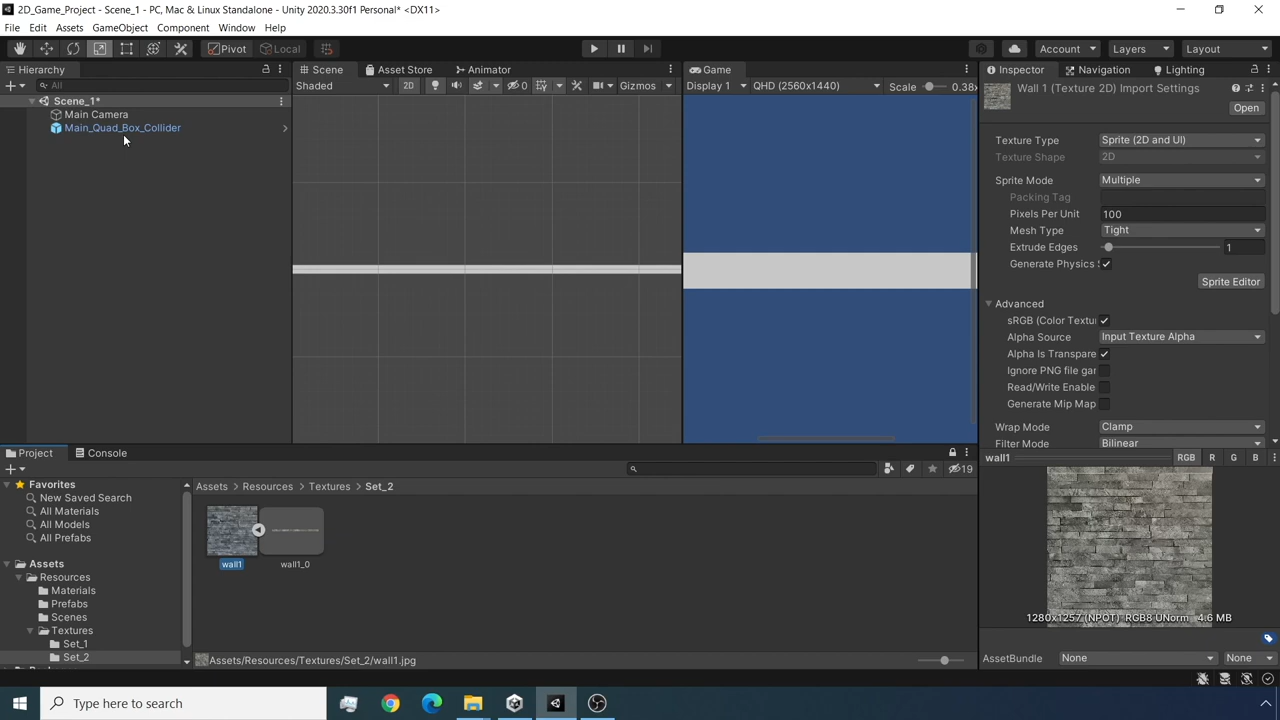 2D_Game_Project - Scene_1 - PC, Mac & Linux Standalone - Unity 2020.3.30f1 Personal* <DX11>
File Edit Assets GameObject Component Window Help
Pivot Local Account Layers Layout
Hierarchy
Scene Asset Store Animator
Game
Inspector Navigation Lighting
All
Shaded 2D 0 Gizmos
Display 1 QHD (2560x1440) Scale 0.38x
Wall 1 (Texture 2D) Import Settings
Open
Scene_1*
Main Camera
Main_Quad_Box_Collider
Texture Type Sprite (2D and UI)
Texture Shape 2D
Sprite Mode Multiple
Packing Tag
Pixels Per Unit 100
Mesh Type Tight
Extrude Edges 1
Generate Physics S
Sprite Editor
Advanced
sRGB (Color Textu
Alpha Source Input Texture Alpha
Alpha Is Transpare
Ignore PNG file gar
Read/Write Enable
Generate Mip Map
Wrap Mode Clamp
Filter Mode Bilinear
wall1 RGB R G B
1280x1257 (NPOT) RGB8 UNorm 4.6 MB
AssetBundle None None
Project Console
19
Favorites
New Saved Search
All Materials
All Models
All Prefabs
Assets
Resources
Materials
Prefabs
Scenes
Textures
Set_1
Set_2
Assets > Resources > Textures > Set_2
wall1 wall1_0
Assets/Resources/Textures/Set_2/wall1.jpg
Type here to search